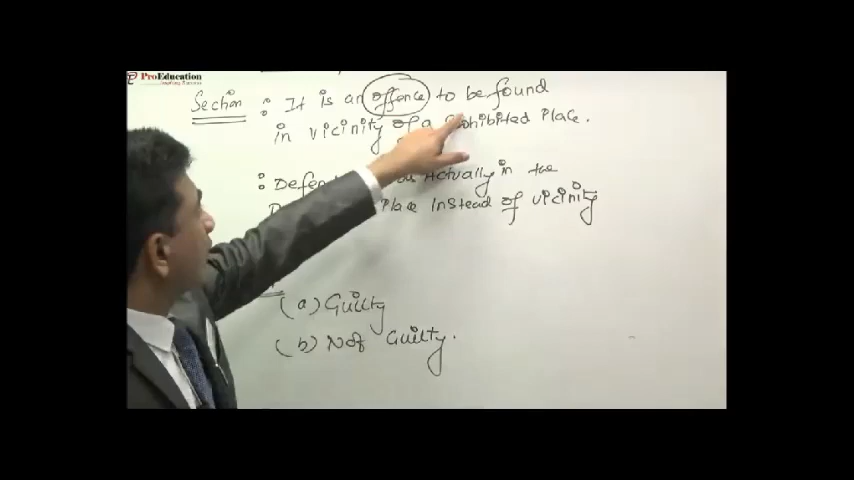 ProEducation
Section : It is an offence to be found
in vicinity of a Prohibited Place.
: Defen Actually in the
Place instead of vicinity
(a) Guilty
(b) Not Guilty.